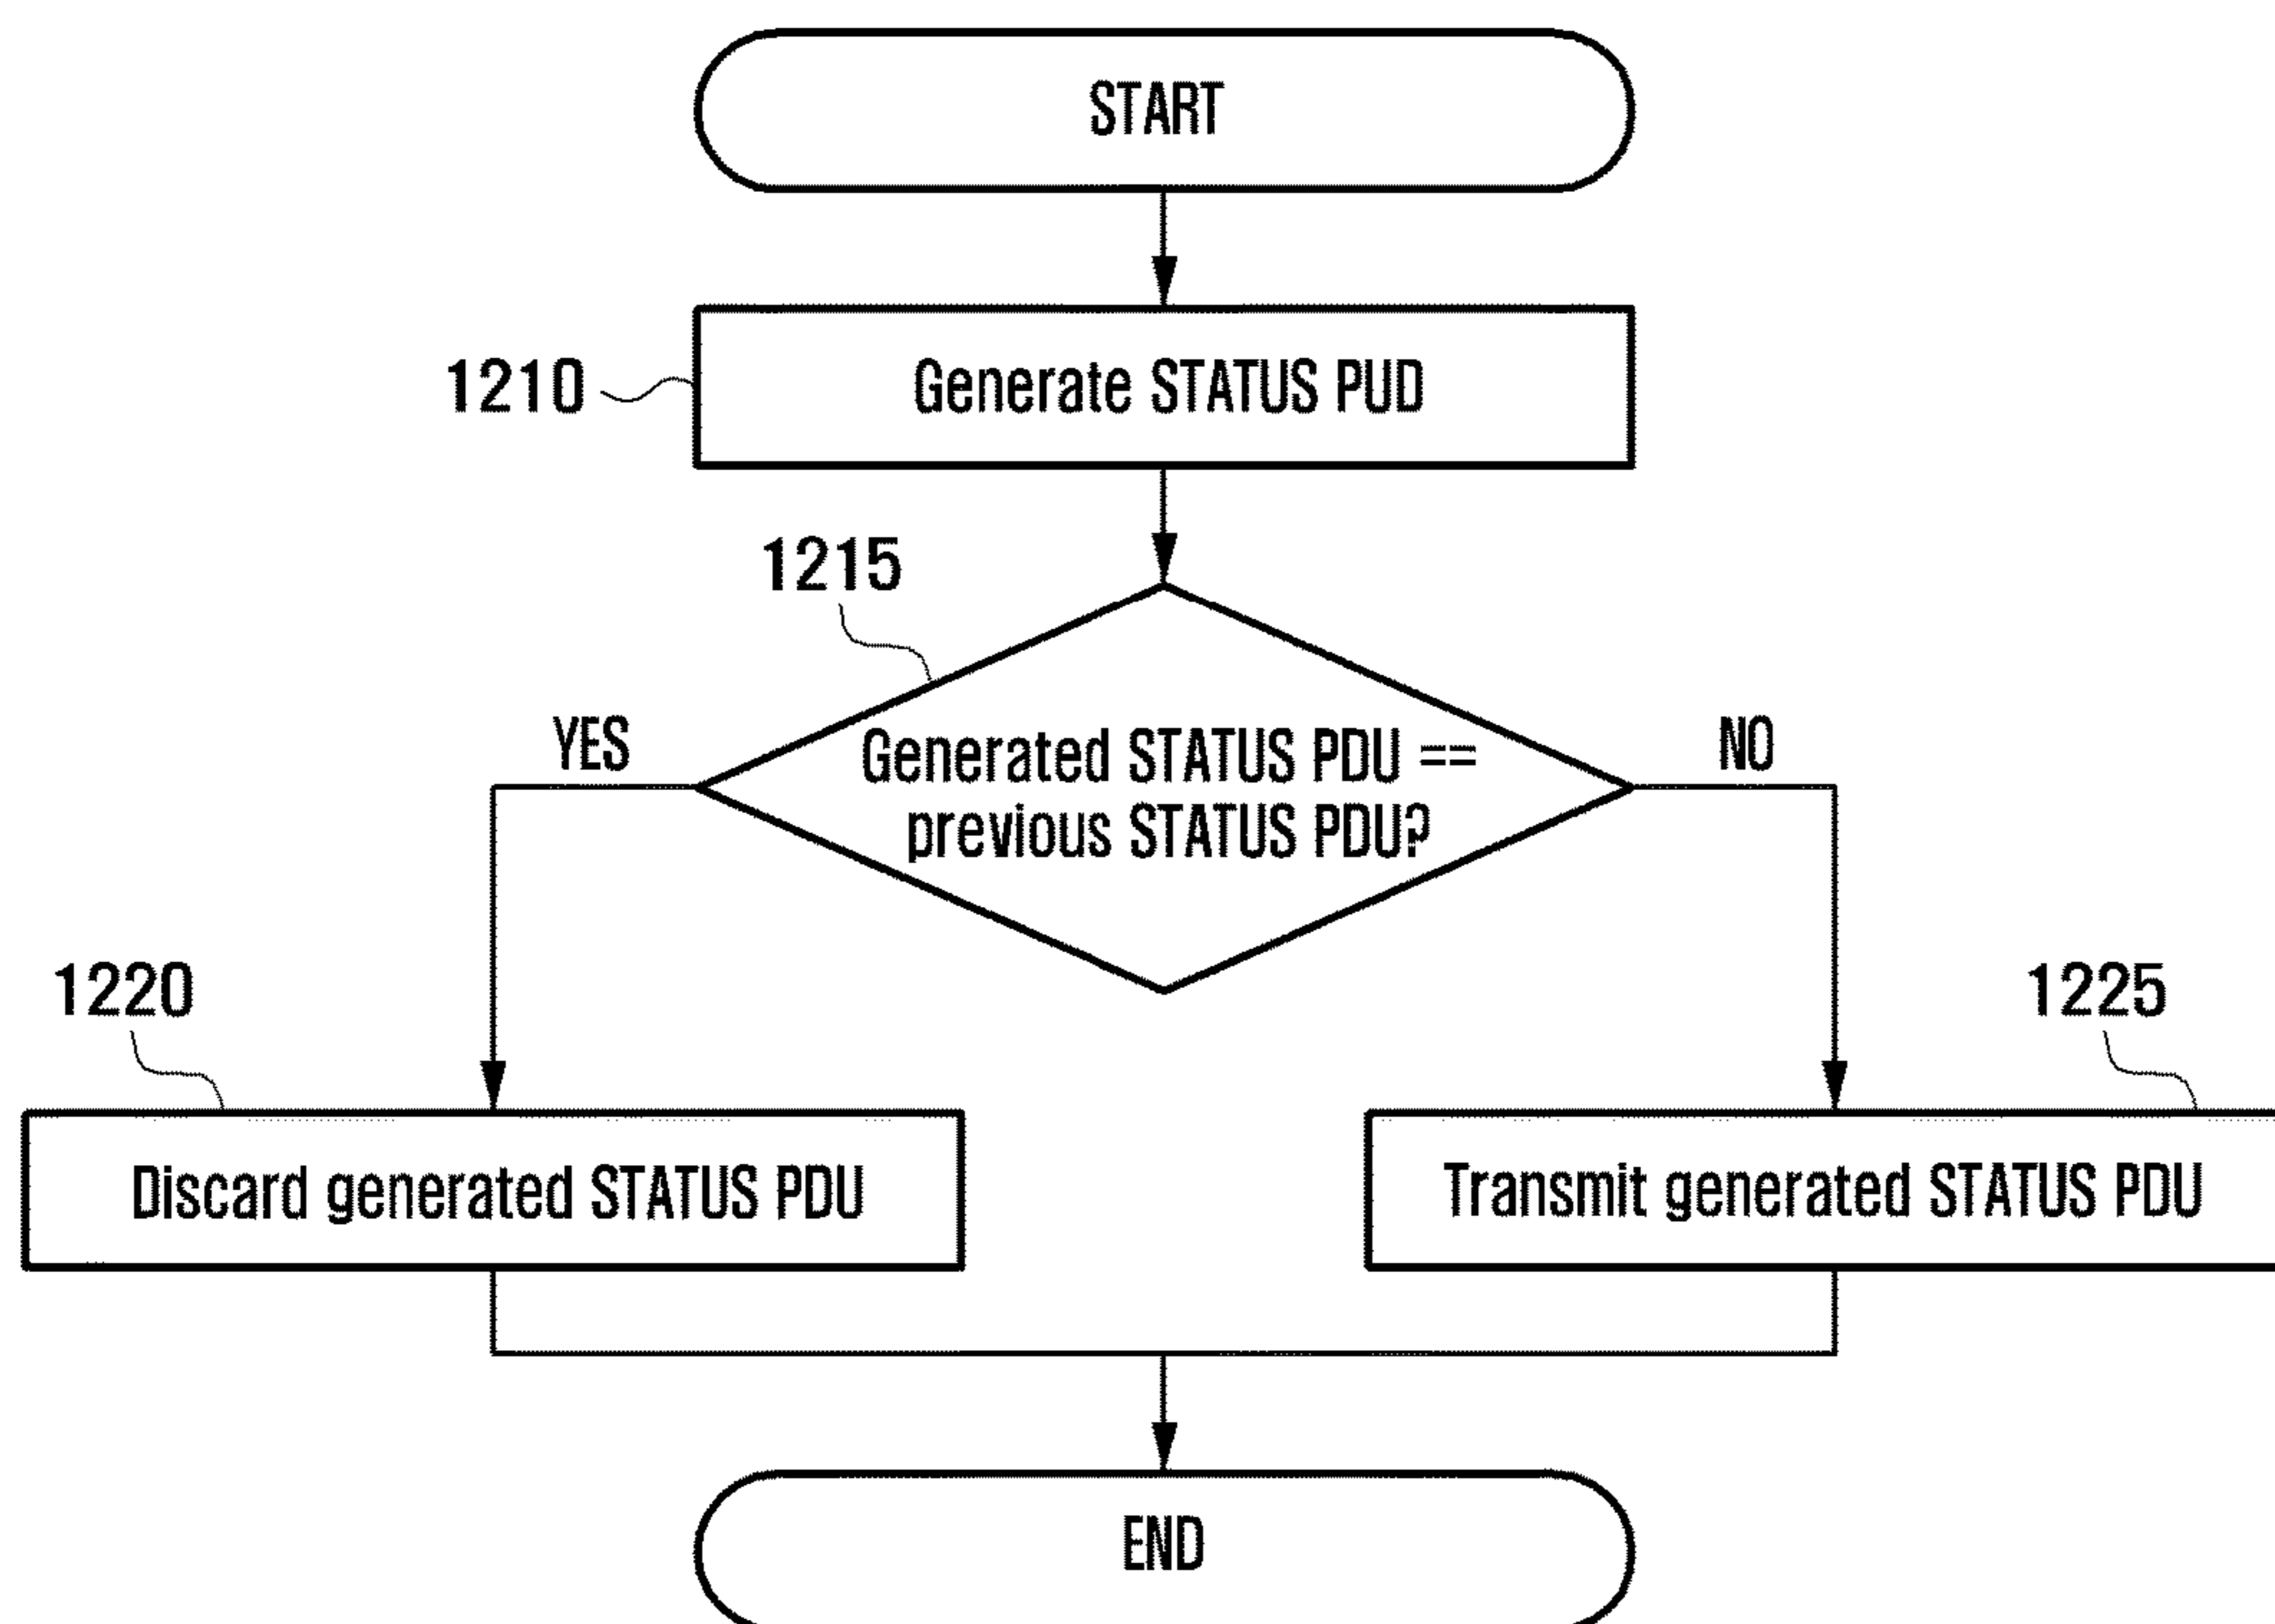 START
1210
Generate STATUS PUD
1215
YES
Generated STATUS PDU ==
previous STATUS PDU?
NO
1220
1225
Discard generated STATUS PDU
Transmit generated STATUS PDU
END